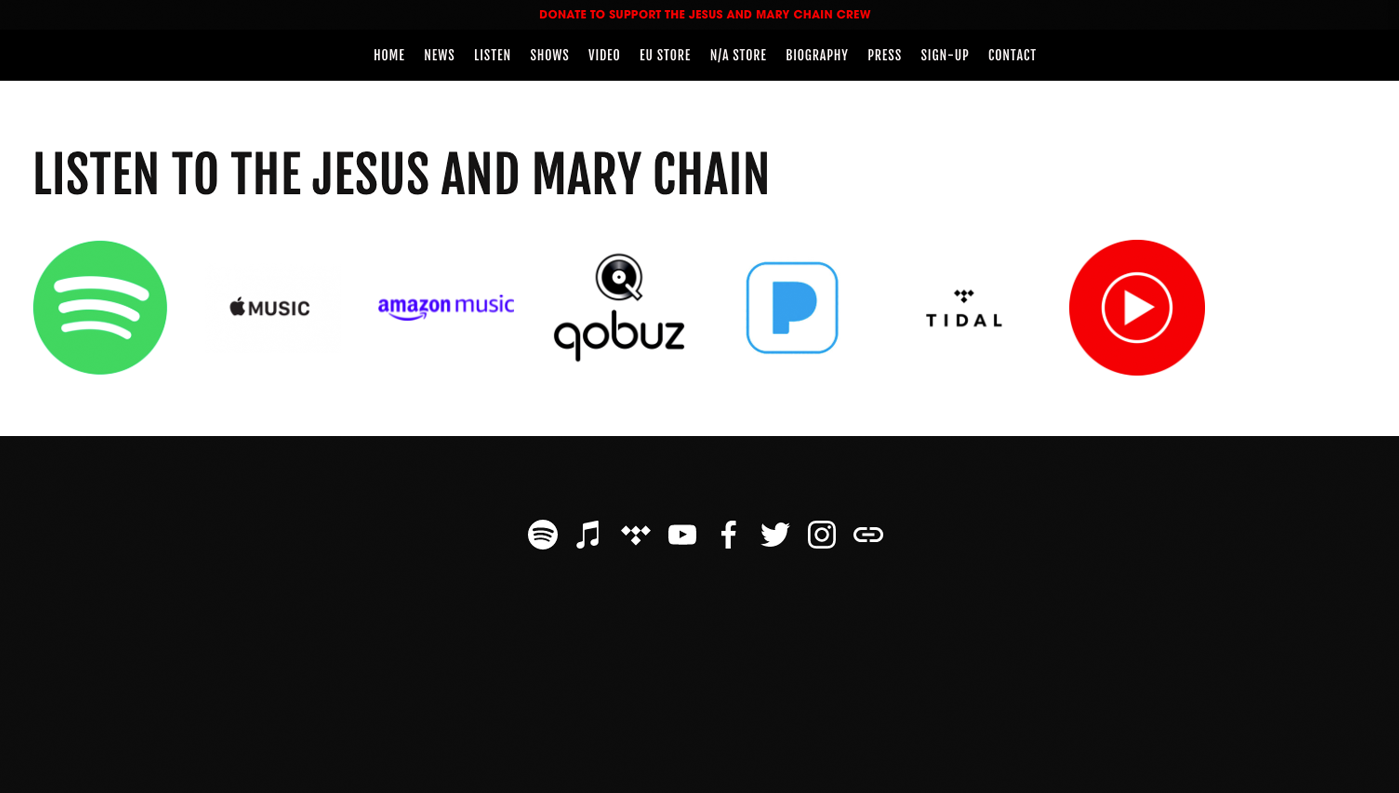 DONATE TO SUPPORT THE JESUS AND MARY CHAIN CREW
HOME NEWS LISTEN SHOWS VIDEO EU STORE N/A STORE BIOGRAPHY PRESS SIGN-UP CONTACT
LISTEN TO THE JESUS AND MARY CHAIN
MUSIC
amazon music
qobuz
TIDAL